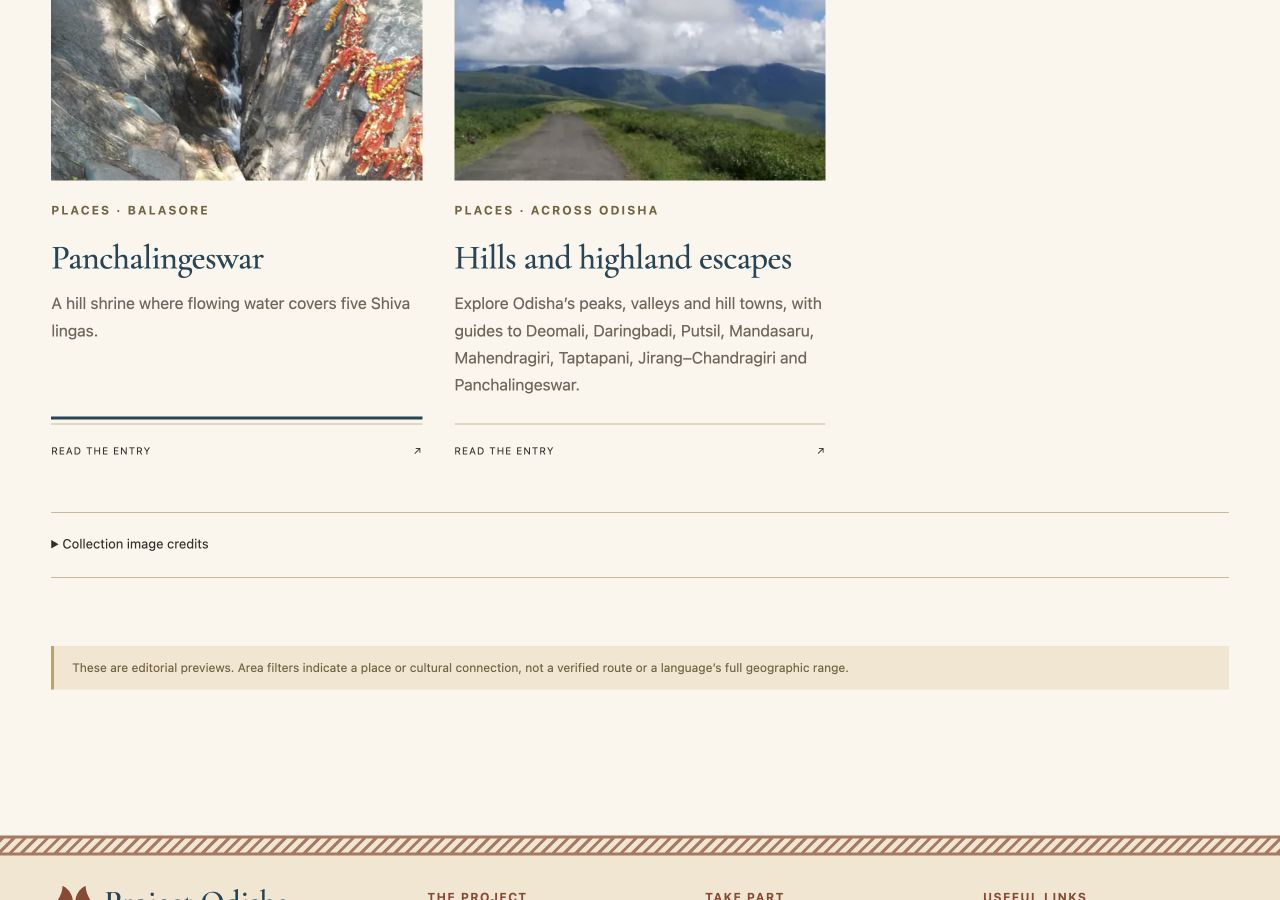 PLACES · BALASORE
Panchalingeswar
A hill shrine where flowing water covers five Shiva
lingas.
READ THE ENTRY ↗
PLACES · ACROSS ODISHA
Hills and highland escapes
Explore Odisha’s peaks, valleys and hill towns, with
guides to Deomali, Daringbadi, Putsil, Mandasaru,
Mahendragiri, Taptapani, Jirang–Chandragiri and
Panchalingeswar.
READ THE ENTRY ↗
Collection image credits
These are editorial previews. Area filters indicate a place or cultural connection, not a verified route or a language’s full geographic range.
Project Odisha
THE PROJECT
TAKE PART
USEFUL LINKS